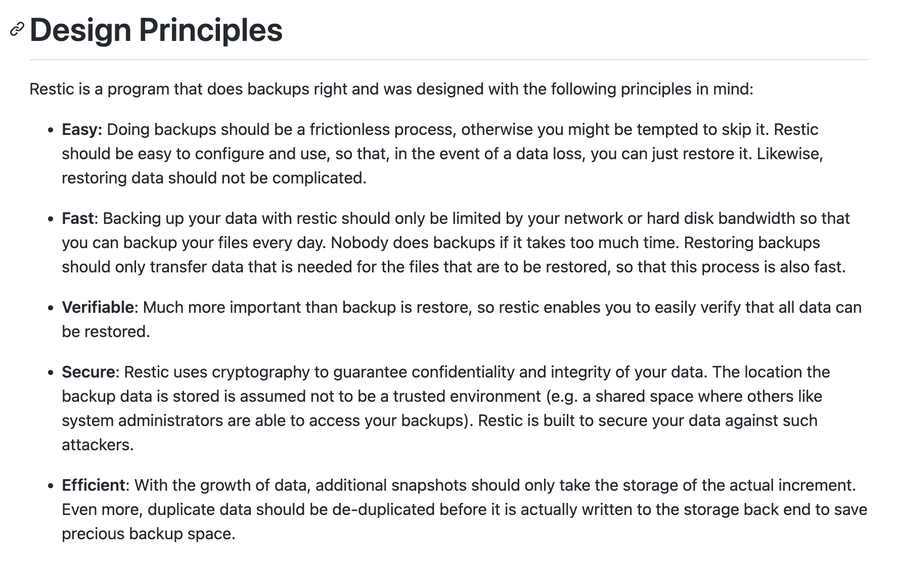 Design Principles
Restic is a program that does backups right and was designed with the following principles in mind:
• Easy: Doing backups should be a frictionless process, otherwise you might be tempted to skip it. Restic
should be easy to configure and use, so that, in the event of a data loss, you can just restore it. Likewise,
restoring data should not be complicated.
• Fast: Backing up your data with restic should only be limited by your network or hard disk bandwidth so that
you can backup your files every day. Nobody does backups if it takes too much time. Restoring backups
should only transfer data that is needed for the files that are to be restored, so that this process is also fast.
• Verifiable: Much more important than backup is restore, so restic enables you to easily verify that all data can
be restored.
• Secure: Restic uses cryptography to guarantee confidentiality and integrity of your data. The location the
backup data is stored is assumed not to be a trusted environment (e.g. a shared space where others like
system administrators are able to access your backups). Restic is built to secure your data against such
attackers.
• Efficient: With the growth of data, additional snapshots should only take the storage of the actual increment.
Even more, duplicate data should be de-duplicated before it is actually written to the storage back end to save
precious backup space.